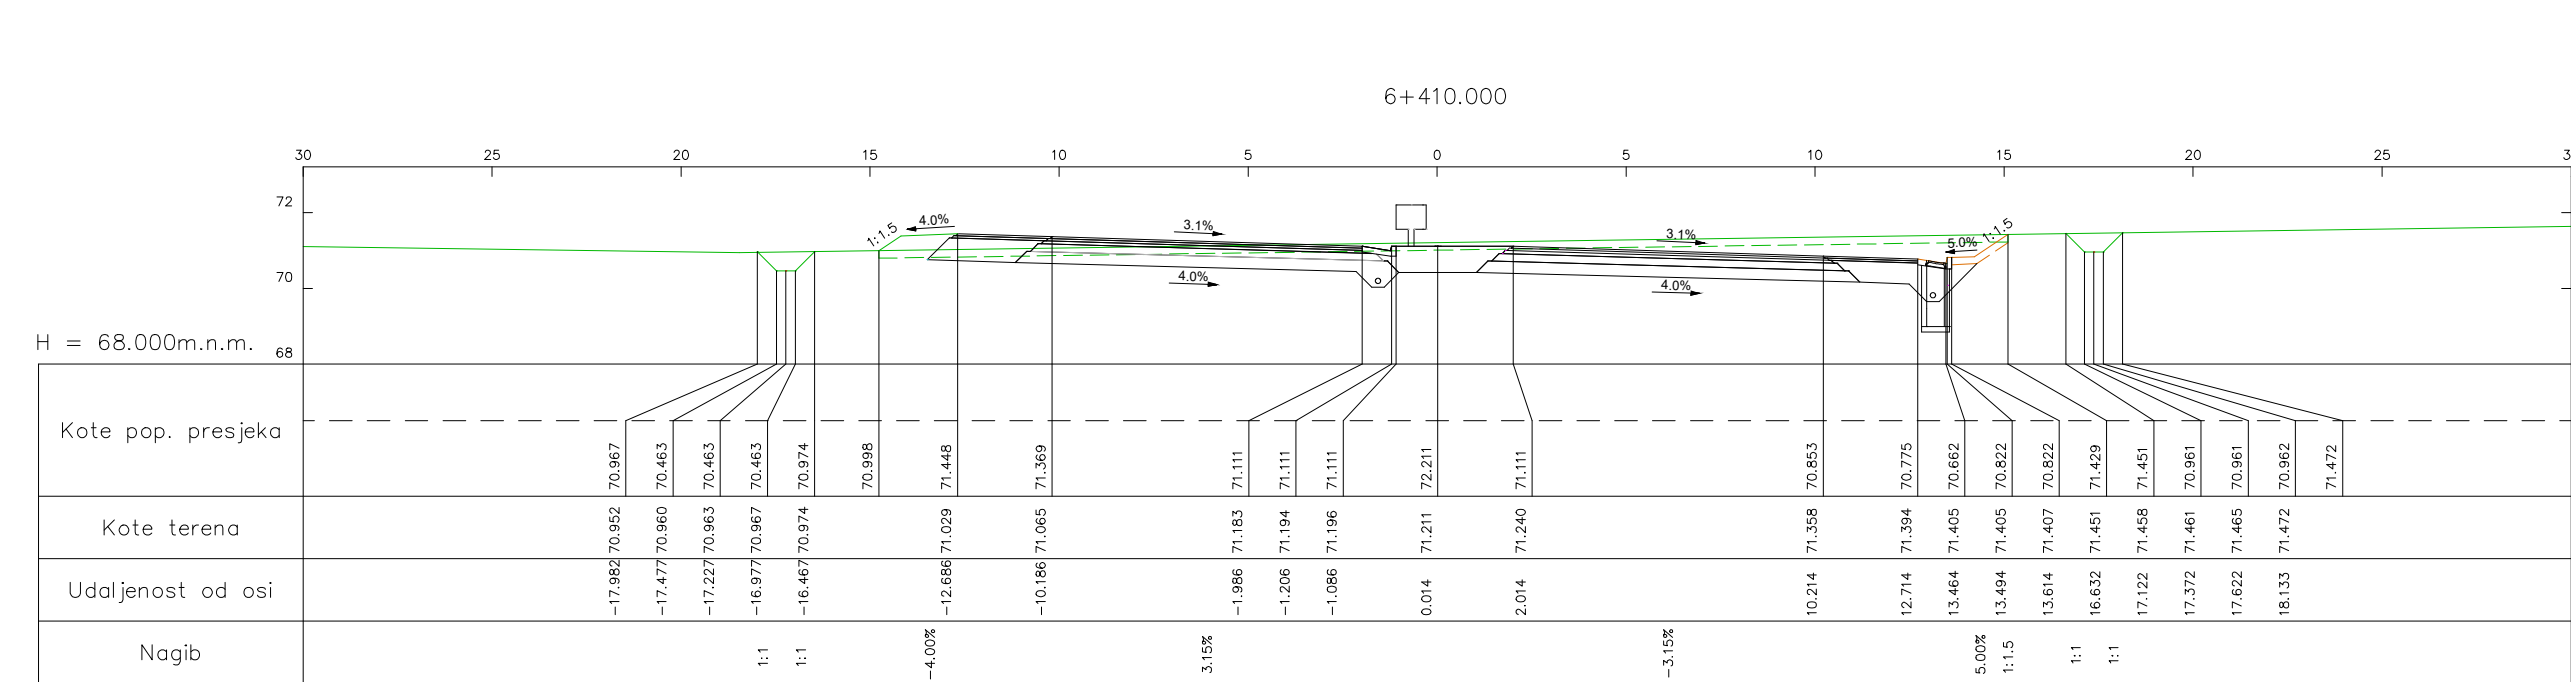 6+410.000
30 25 20 15 10 5 0 5 10 15 20 25 3
72
70
68
1:1.5 4.0% 3.1% 3.1% 5.0% 1:1.5
4.0% 4.0%
H = 68.000m.n.m.
Kote pop. presjeka 70.967 70.463 70.463 70.463 70.974 70.998 71.448 71.369 71.111 71.111 71.111 72.211 71.111 70.853 70.775 70.662 70.822 70.822 71.429 71.451 70.961 70.961 70.962 71.472
Kote terena 70.952 70.960 70.963 70.967 70.974 71.029 71.065 71.183 71.194 71.196 71.211 71.240 71.358 71.394 71.405 71.405 71.407 71.451 71.458 71.461 71.465 71.472
Udaljenost od osi -17.982 -17.477 -17.227 -16.977 -16.467 -12.686 -10.186 -1.986 -1.206 -1.086 0.014 2.014 10.214 12.714 13.464 13.494 13.614 16.632 17.122 17.372 17.622 18.133
Nagib 1:1 1:1 -4.00% 3.15% -3.15% 5.00% 1:1.5 1:1 1:1